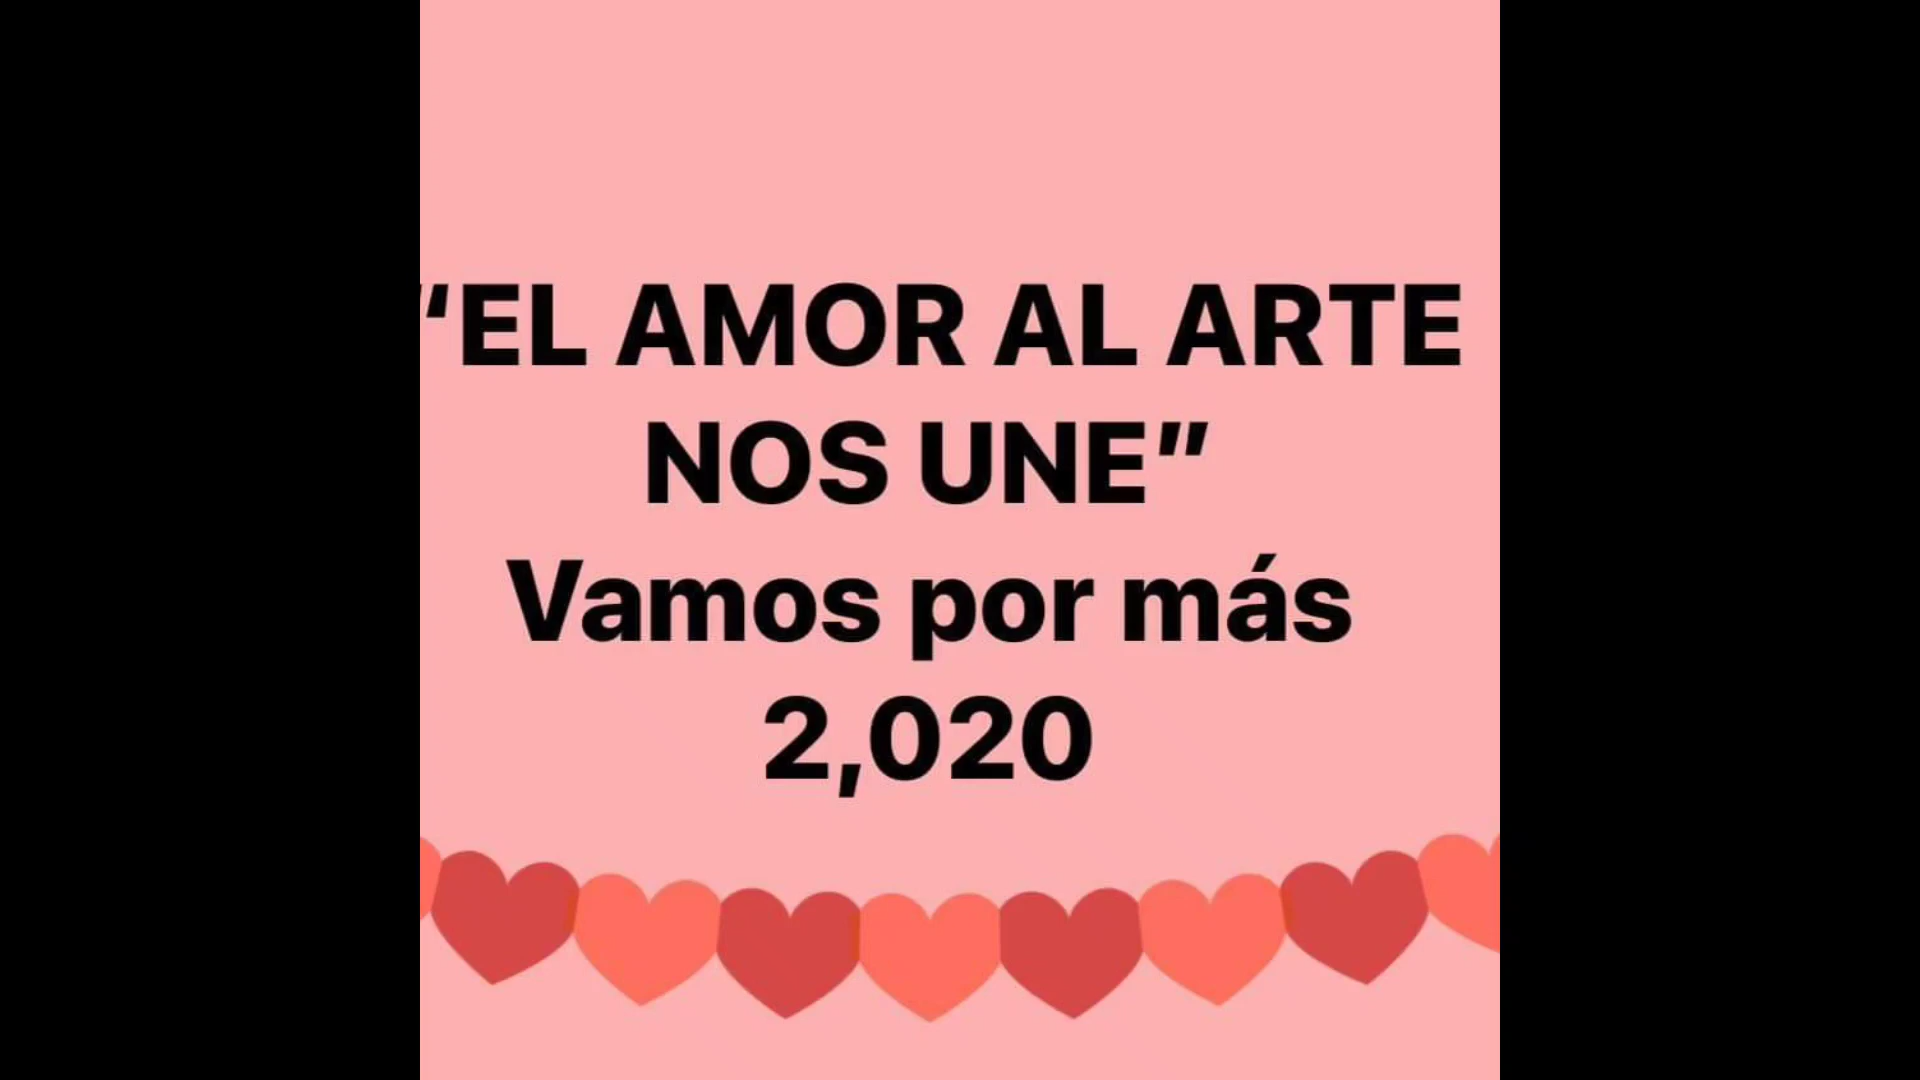 “EL AMOR AL ARTE
NOS UNE”
Vamos por más
2,020